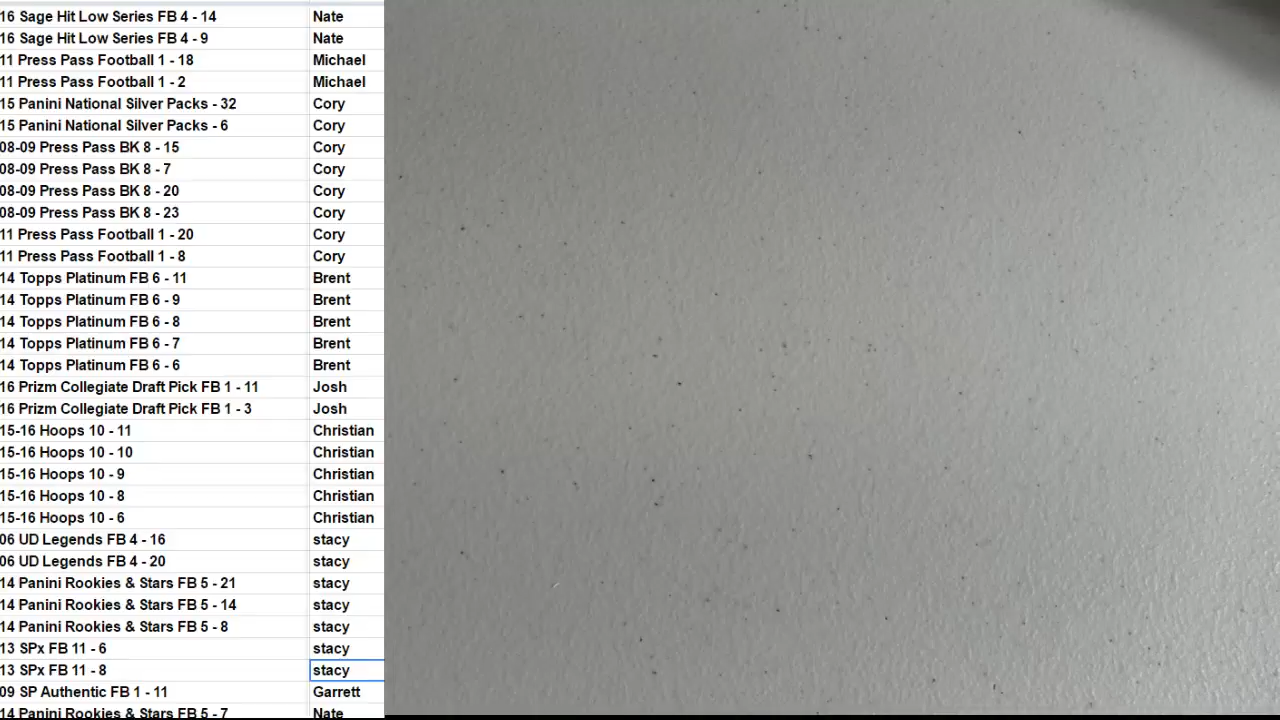 16 Sage Hit Low Series FB 4 - 14 Nate
16 Sage Hit Low Series FB 4 - 9 Nate
11 Press Pass Football 1 - 18 Michael
11 Press Pass Football 1 - 2 Michael
15 Panini National Silver Packs - 32 Cory
15 Panini National Silver Packs - 6 Cory
08-09 Press Pass BK 8 - 15 Cory
08-09 Press Pass BK 8 - 7 Cory
08-09 Press Pass BK 8 - 20 Cory
08-09 Press Pass BK 8 - 23 Cory
11 Press Pass Football 1 - 20 Cory
11 Press Pass Football 1 - 8 Cory
14 Topps Platinum FB 6 - 11 Brent
14 Topps Platinum FB 6 - 9 Brent
14 Topps Platinum FB 6 - 8 Brent
14 Topps Platinum FB 6 - 7 Brent
14 Topps Platinum FB 6 - 6 Brent
16 Prizm Collegiate Draft Pick FB 1 - 11 Josh
16 Prizm Collegiate Draft Pick FB 1 - 3 Josh
15-16 Hoops 10 - 11 Christian
15-16 Hoops 10 - 10 Christian
15-16 Hoops 10 - 9 Christian
15-16 Hoops 10 - 8 Christian
15-16 Hoops 10 - 6 Christian
06 UD Legends FB 4 - 16 stacy
06 UD Legends FB 4 - 20 stacy
14 Panini Rookies & Stars FB 5 - 21 stacy
14 Panini Rookies & Stars FB 5 - 14 stacy
14 Panini Rookies & Stars FB 5 - 8 stacy
13 SPx FB 11 - 6 stacy
13 SPx FB 11 - 8 stacy
09 SP Authentic FB 1 - 11 Garrett
14 Panini Rookies & Stars FB 5 - 7 Nate